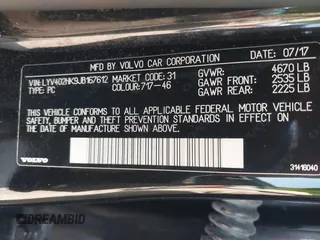 MFD BY VOLVO CAR CORPORATION DATE 07/17
VIN: LYV402HK9JB167612 MARKET CODE: 31 GVWR: 4670 LB
TYPE: PC COLOUR: 717-46 GAWR FRONT: 2535 LB
GAWR REAR: 2225 LB
THIS VEHICLE CONFORMS TO ALL APPLICABLE
FEDERAL MOTOR VEHICLE
SAFETY, BUMPER AND THEFT PREVENTION STANDARDS
IN EFFECT ON THE DATE OF MANUFACTURE
SHOWN ABOVE
VOLVO
31416040
DREAMBID